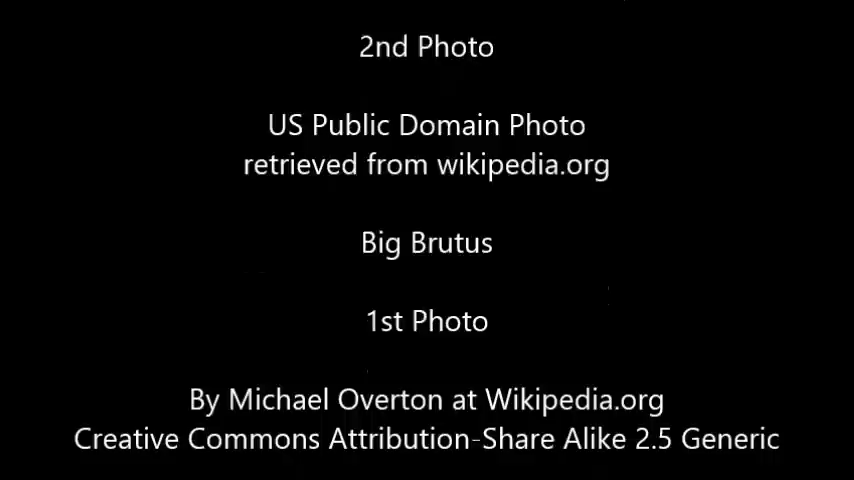 2nd Photo
US Public Domain Photo
retrieved from wikipedia.org
Big Brutus
1st Photo
By Michael Overton at Wikipedia.org
Creative Commons Attribution-Share Alike 2.5 Generic